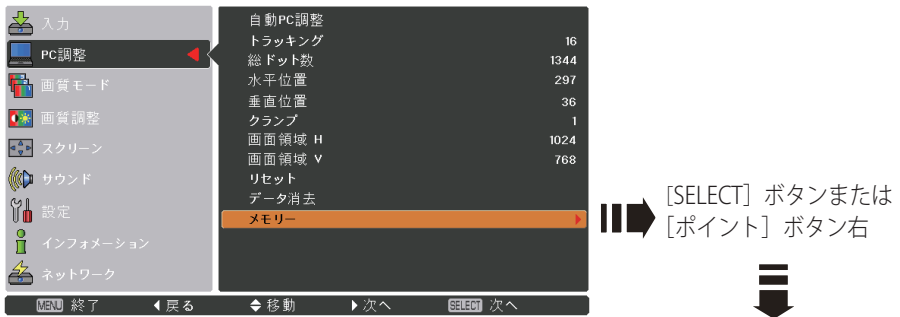 入力
PC調整
画質モード
画質調整
スクリーン
サウンド
設定
インフォメーション
ネットワーク
自動PC調整
トラッキング 16
総ドット数 1344
水平位置 297
垂直位置 36
クランプ 1
画面領域 H 1024
画面領域 V 768
リセット
データ消去
メモリー
MENU 終了 戻る 移動 次へ SELECT 次へ
［SELECT］ボタンまたは
［ポイント］ボタン右